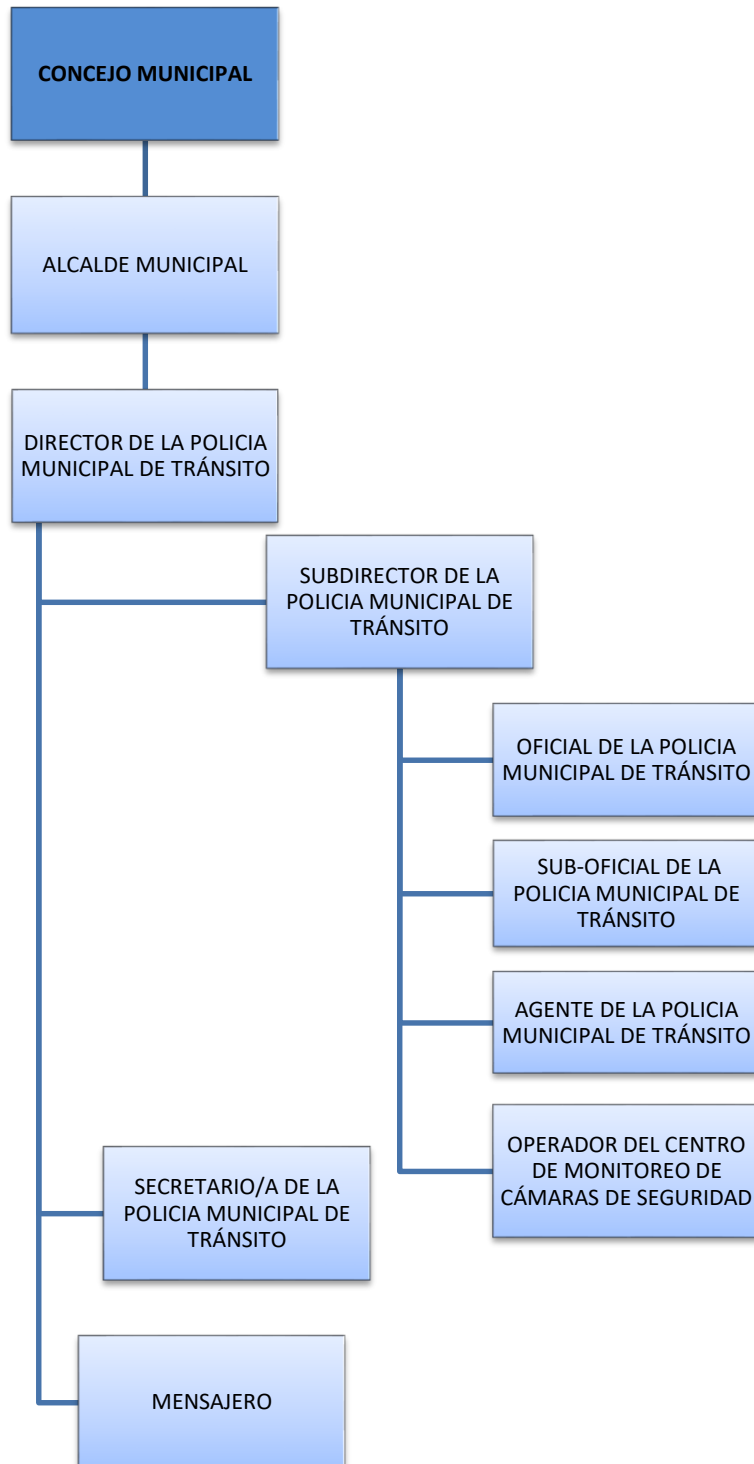 CONCEJO MUNICIPAL
ALCALDE MUNICIPAL
DIRECTOR DE LA POLICIA
MUNICIPAL DE TRÁNSITO
SUBDIRECTOR DE LA
POLICIA MUNICIPAL DE
TRÁNSITO
OFICIAL DE LA POLICIA
MUNICIPAL DE TRÁNSITO
SUB-OFICIAL DE LA
POLICIA MUNICIPAL DE
TRÁNSITO
AGENTE DE LA POLICIA
MUNICIPAL DE TRÁNSITO
OPERADOR DEL CENTRO
DE MONITOREO DE
CÁMARAS DE SEGURIDAD
SECRETARIO/A DE LA
POLICIA MUNICIPAL DE
TRÁNSITO
MENSAJERO